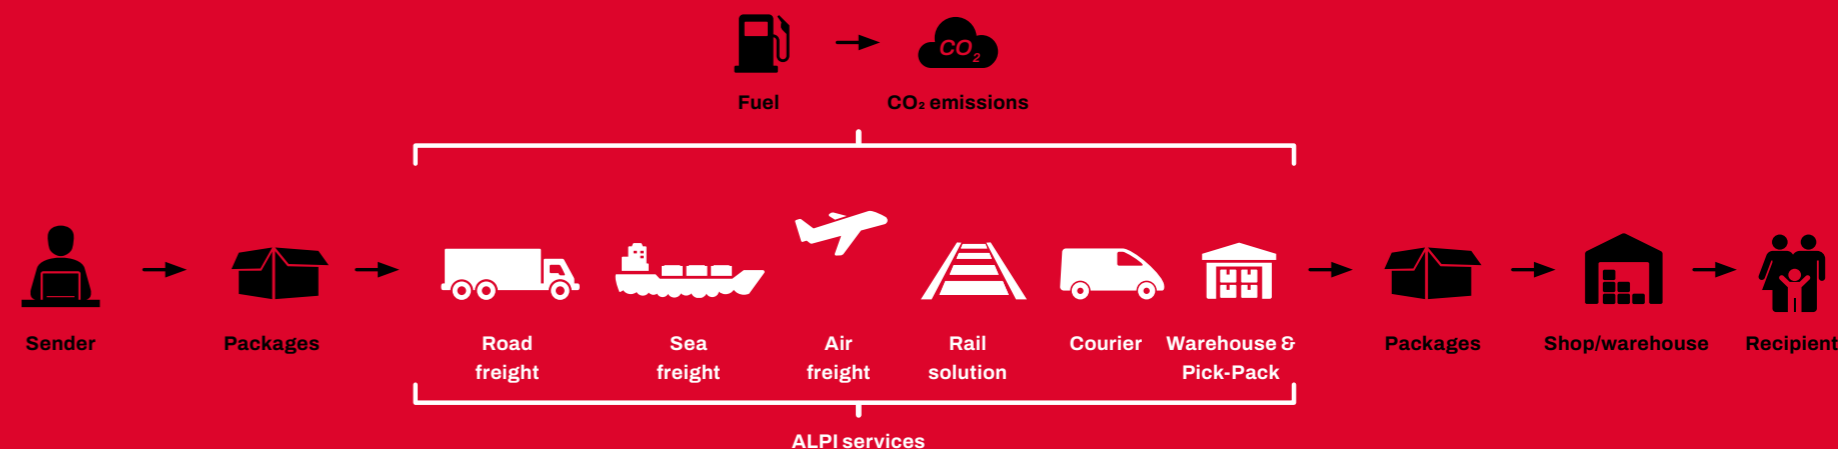 CO₂
Fuel
CO₂ emissions
Sender
Packages
Road
freight
Sea
freight
Air
freight
Rail
solution
Courier
Warehouse &
Pick-Pack
Packages
Shop/warehouse
Recipient
ALPI services